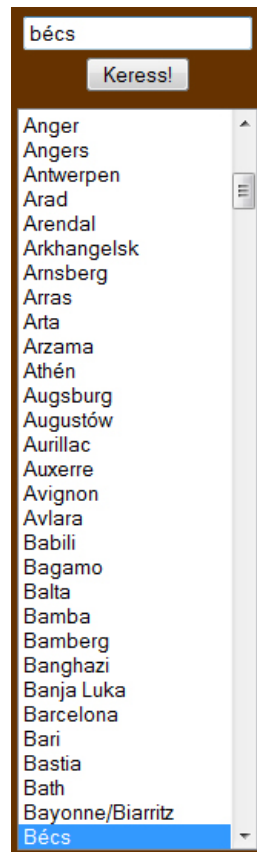 bécs
Keress!
Anger
Angers
Antwerpen
Arad
Arendal
Arkhangelsk
Arnsberg
Arras
Arta
Arzama
Athén
Augsburg
Augustów
Aurillac
Auxerre
Avignon
Avlara
Babili
Bagamo
Balta
Bamba
Bamberg
Banghazi
Banja Luka
Barcelona
Bari
Bastia
Bath
Bayonne/Biarritz
Bécs